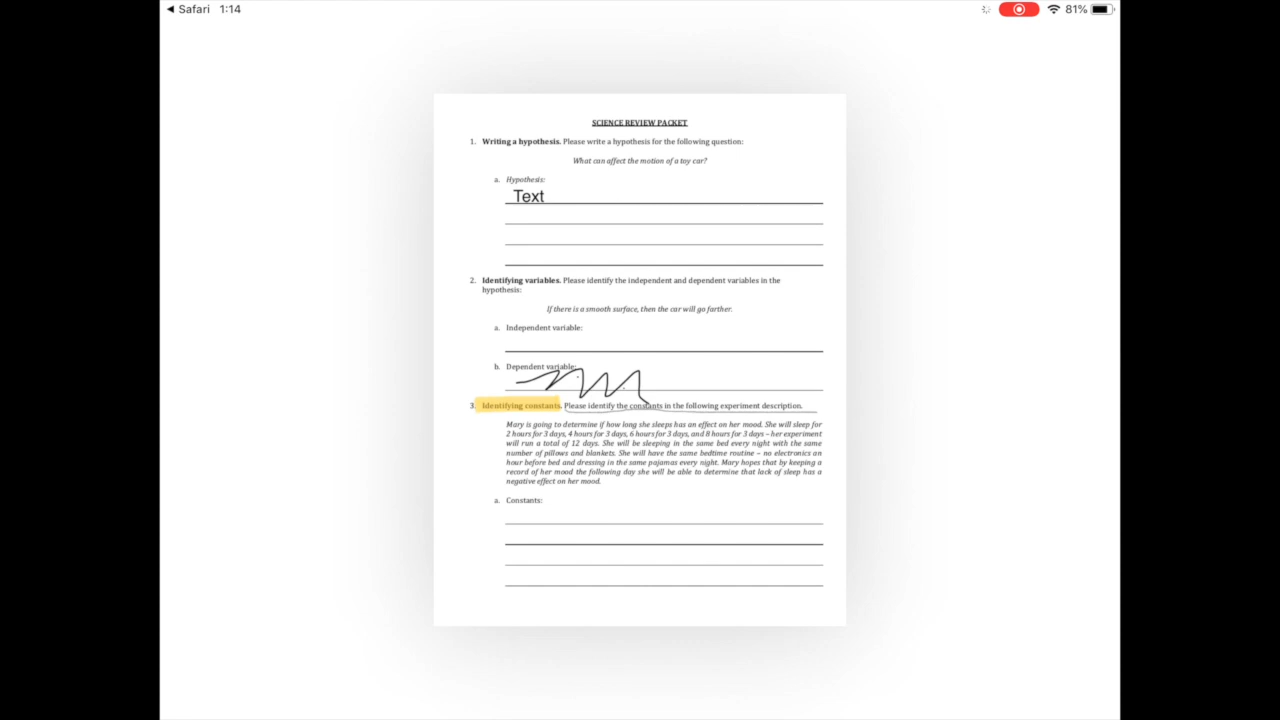 ◀ Safari 1:14
81%
SCIENCE REVIEW PACKET
1. Writing a hypothesis. Please write a hypothesis for the following question:
What can affect the motion of a toy car?
a. Hypothesis:
Text
2. Identifying variables. Please identify the independent and dependent variables in the
hypothesis:
If there is a smooth surface, then the car will go farther.
a. Independent variable:
b. Dependent variable:
3. Identifying constants. Please identify the constants in the following experiment description.
Mary is going to determine if how long she sleeps has an effect on her mood. She will sleep for
2 hours for 3 days, 4 hours for 3 days, 6 hours for 3 days, and 8 hours for 3 days – her experiment
will run a total of 12 days. She will be sleeping in the same bed every night with the same
number of pillows and blankets. She will have the same bedtime routine – no electronics an
hour before bed and dressing in the same pajamas every night. Mary hopes that by keeping a
record of her mood the following day she will be able to determine that lack of sleep has a
negative effect on her mood.
a. Constants: